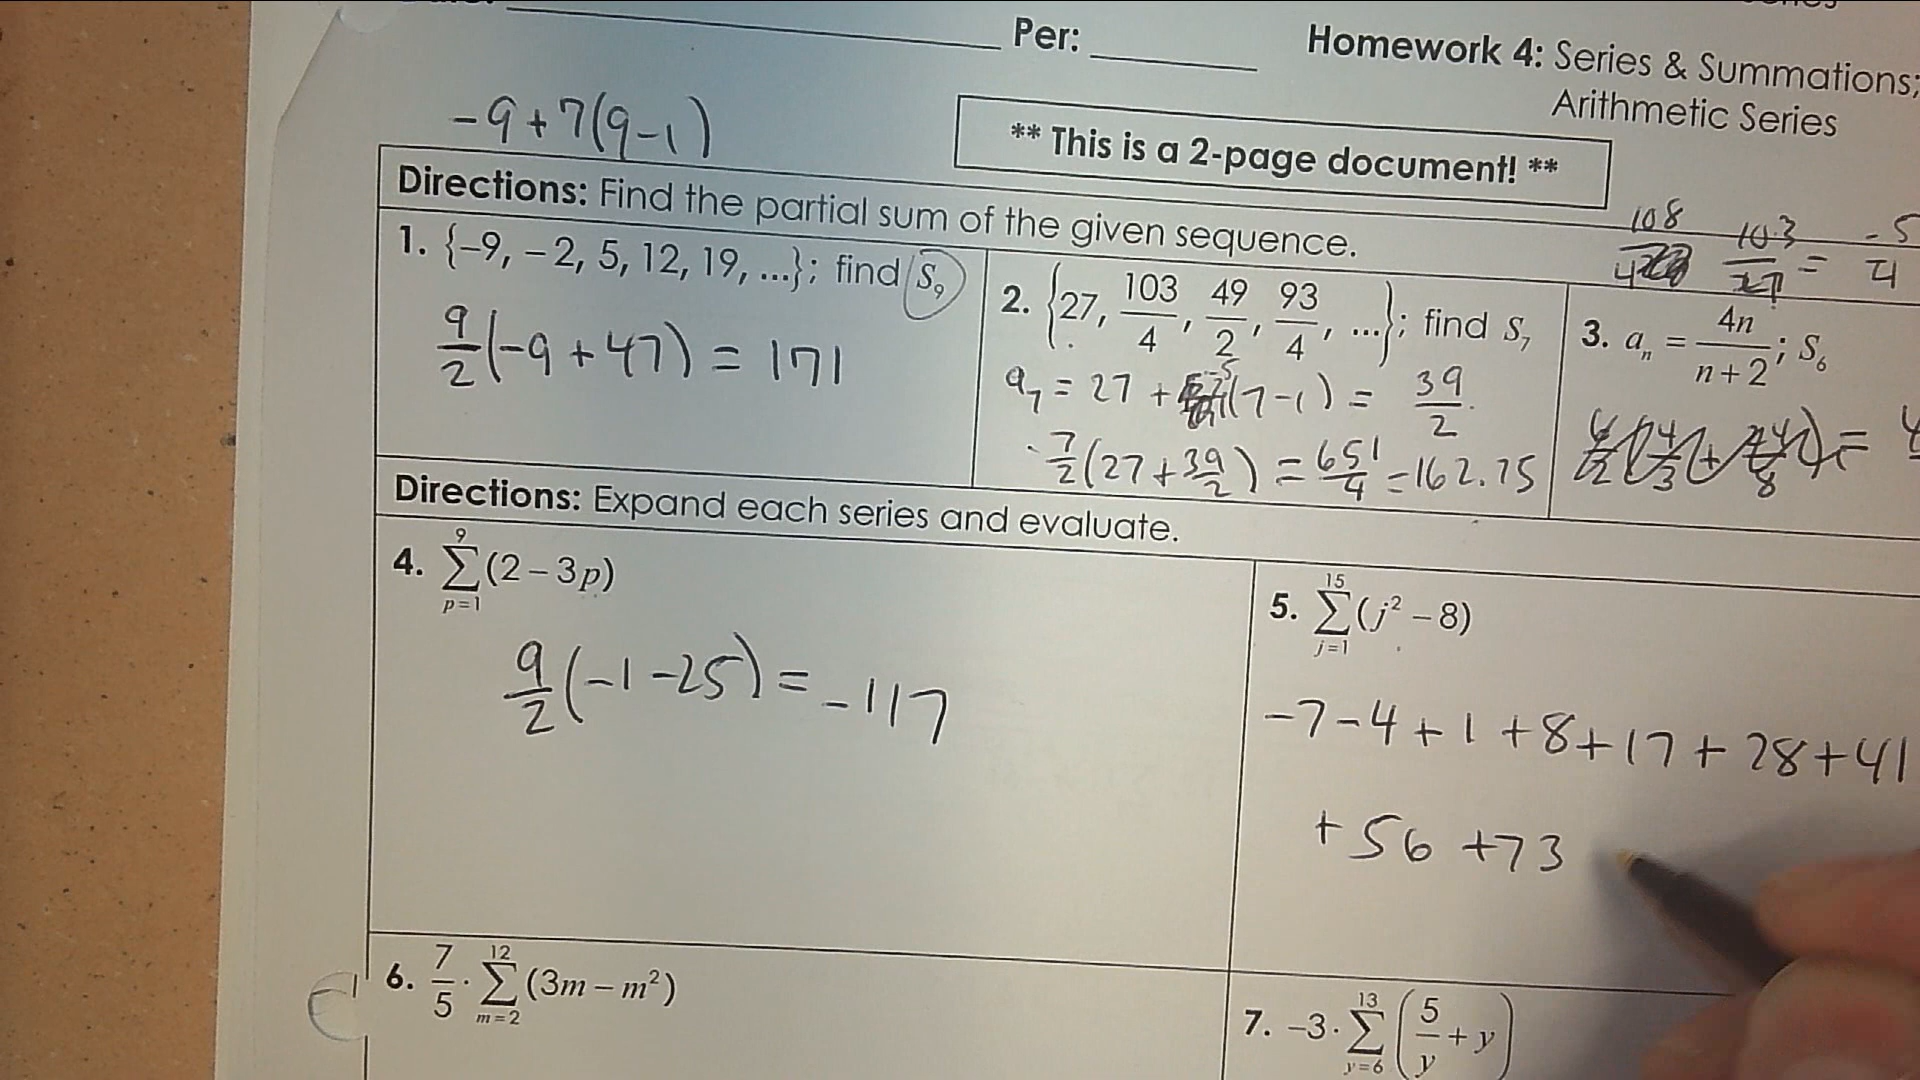 Per:
Homework 4: Series & Summations;
Arithmetic Series
-9+7(9-1)
** This is a 2-page document! **
Directions: Find the partial sum of the given sequence.
108 103/27 = -5/4
1. {-9, -2, 5, 12, 19, ...}; find S₉
9/2(-9+47) = 171
2. {27, 103/4, 49/2, 93/4, ...}; find S₇
a₇ = 27 + (7-1) = 39/2
7/2(27+39/2) = 651/4 = 162.75
3. aₙ = 4n/(n+2); S₆
Directions: Expand each series and evaluate.
4. 9 ∑ p=1 (2-3p)
9/2(-1-25) = -117
5. 15 ∑ j=1 (j²-8)
-7-4+1+8+17+28+41
+56+73
6. 7/5 · 12 ∑ m=2 (3m-m²)
7. -3 · 13 ∑ y=6 (5/y+y)